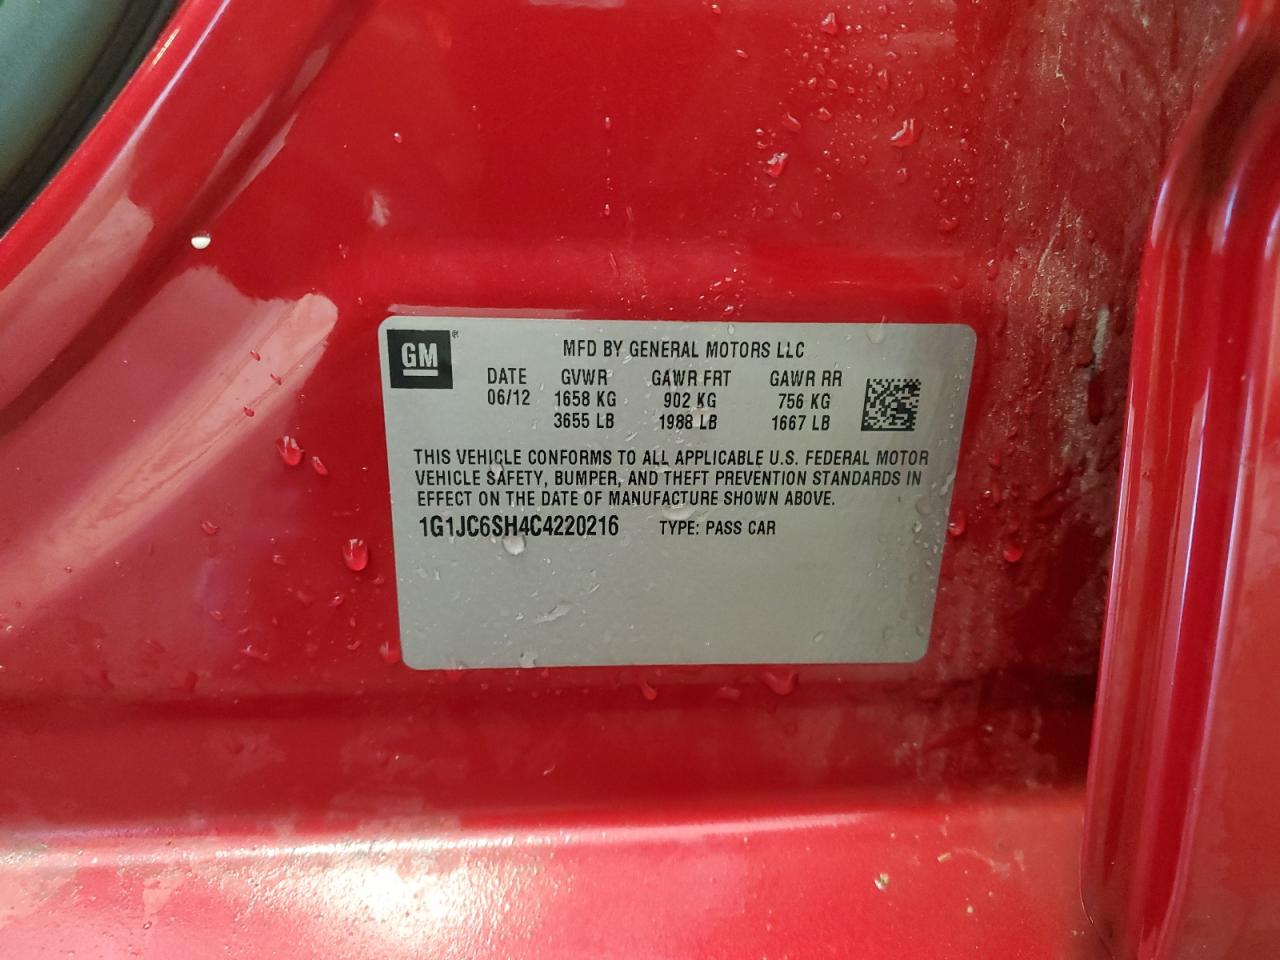 GM®
MFD BY GENERAL MOTORS LLC
DATE GVWR GAWR FRT GAWR RR
06/12 1658 KG 902 KG 756 KG
3655 LB 1988 LB 1667 LB
THIS VEHICLE CONFORMS TO ALL APPLICABLE U.S. FEDERAL MOTOR
VEHICLE SAFETY, BUMPER, AND THEFT PREVENTION STANDARDS IN
EFFECT ON THE DATE OF MANUFACTURE SHOWN ABOVE.
1G1JC6SH4C4220216 TYPE: PASS CAR